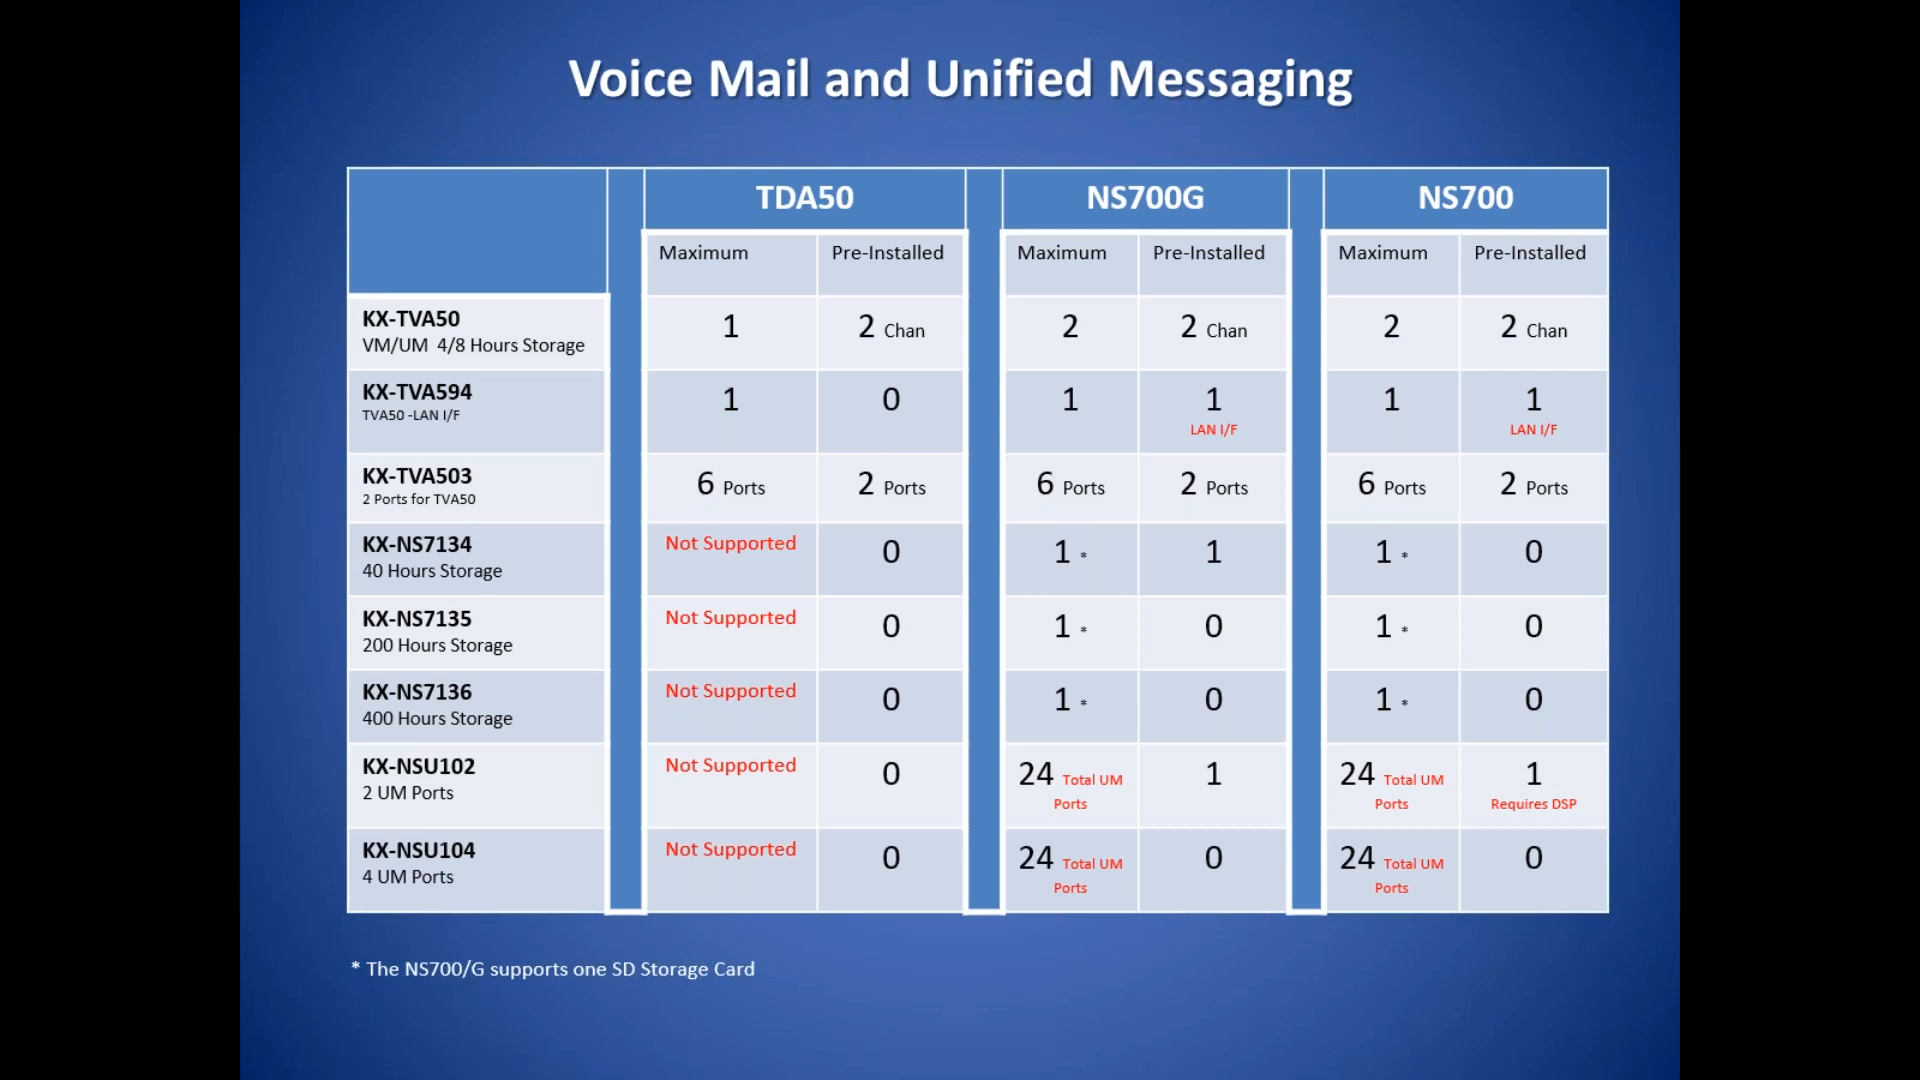 Voice Mail and Unified Messaging
TDA50 NS700G NS700
Maximum Pre-Installed Maximum Pre-Installed Maximum Pre-Installed
KX-TVA50
VM/UM 4/8 Hours Storage
1 2 Chan 2 2 Chan 2 2 Chan
KX-TVA594
TVA50 -LAN I/F
1 0 1 1 1 1
LAN I/F LAN I/F
KX-TVA503
2 Ports for TVA50
6 Ports 2 Ports 6 Ports 2 Ports 6 Ports 2 Ports
KX-NS7134
40 Hours Storage
Not Supported 0 1 * 1 1 * 0
KX-NS7135
200 Hours Storage
Not Supported 0 1 * 0 1 * 0
KX-NS7136
400 Hours Storage
Not Supported 0 1 * 0 1 * 0
KX-NSU102
2 UM Ports
Not Supported 0 24 Total UM 1 24 Total UM 1
Ports Ports Requires DSP
KX-NSU104
4 UM Ports
Not Supported 0 24 Total UM 0 24 Total UM 0
Ports Ports
* The NS700/G supports one SD Storage Card